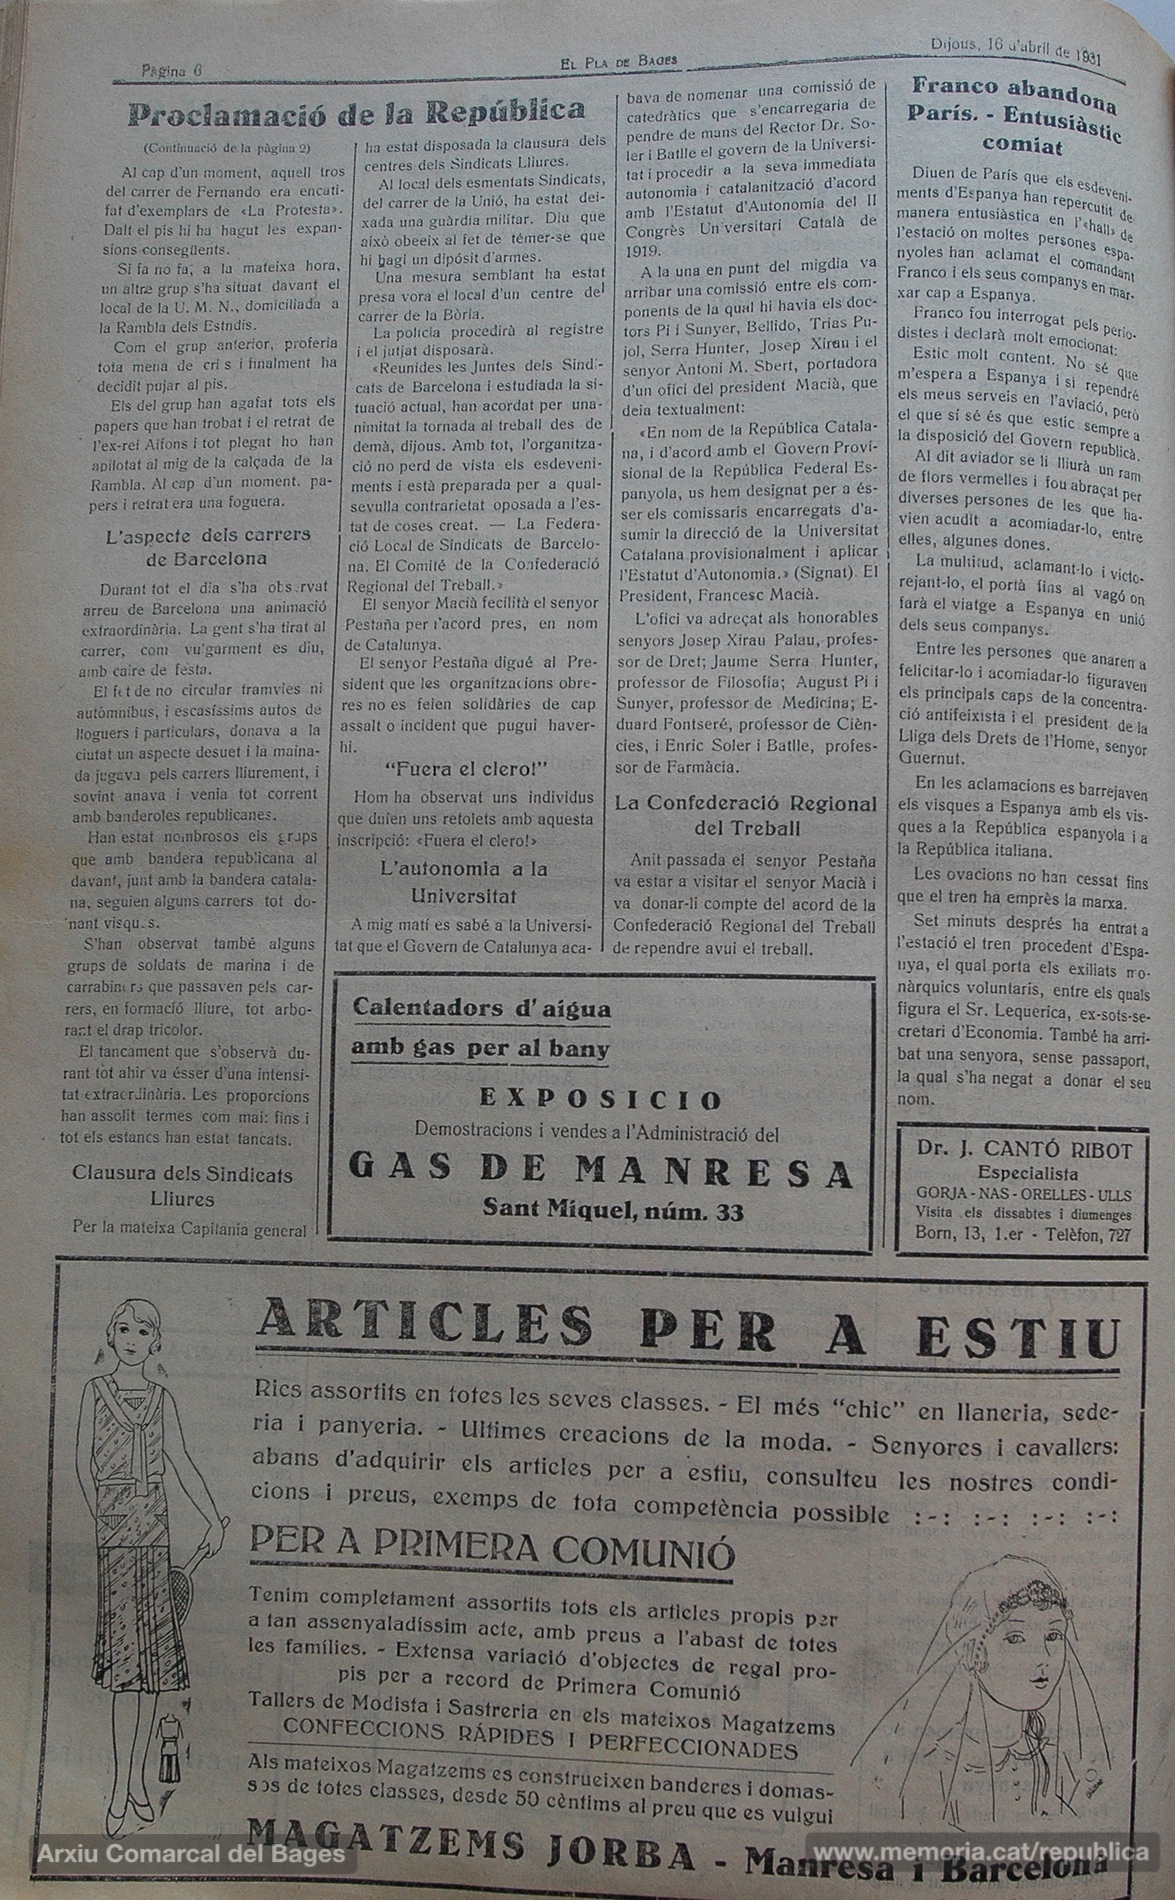 Pàgina 6
EL PLA DE BAGES
Dijous, 16 d'abril de 1931
Proclamació de la República
(Continuació de la pàgina 2)
Al cap d'un moment, aquell tros
del carrer de Fernando era encati-
fat d'exemplars de «La Protesta».
Dalt el pis hi ha hagut les expan-
sions consegüents.
Si fa no fa, a la mateixa hora,
un altre grup s'ha situat davant el
local de la U. M. N., domiciliada a
la Rambla dels Estudis.
Com el grup anterior, proferia
tota mena de cri s i finalment ha
decidit pujar al pis.
Els del grup han agafat tots els
papers que han trobat i el retrat de
l'ex-rei Alfons i tot plegat ho han
apilotat al mig de la calçada de la
Rambla. Al cap d'un moment. pa-
pers i retrat era una foguera.
L'aspecte dels carrers
de Barcelona
Durant tot el dia s'ha obs rvat
arreu de Barcelona una animació
extraordinària. La gent s'ha tirat al
carrer, com vu'garment es diu,
amb caire de festa.
El fet de no circular tramvies ni
autòmnibus, i escasíssims autos de
lloguers i particulars, donava a la
ciutat un aspecte desuet i la maina-
da jugava pels carrers lliurement, i
sovint anava i venia tot corrent
amb banderoles republicanes.
Han estat nombrosos els grups
que amb bandera republicana al
davant, junt amb la bandera catala-
na, seguien alguns carrers tot do-
nant visqu s.
S'han observat també alguns
grups de soldats de marina i de
carrabiners que passaven pels car-
rers, en formació lliure, tot arbo-
rant el drap tricolor.
El tancament que s'observà du-
rant tot ahir va ésser d'una intensi-
tat extraordinària. Les proporcions
han assolit termes com mai: fins i
tot els estancs han estat tancats.
Clausura dels Sindicats
Lliures
Per la mateixa Capitania general
ha estat disposada la clausura dels
centres dels Sindicats Lliures.
Al local dels esmentats Sindicats,
del carrer de la Unió, ha estat dei-
xada una guàrdia militar. Diu que
això obeeix al fet de témer-se que
hi hagi un dipòsit d'armes.
Una mesura semblant ha estat
presa vora el local d'un centre del
carrer de la Bòria.
La policia procedirà al registre
i el jutjat disposarà.
«Reunides les Juntes dels Sindi-
cats de Barcelona i estudiada la si-
tuació actual, han acordat per una-
nimitat la tornada al treball des de
demà, dijous. Amb tot, l'organitza-
ció no perd de vista els esdeveni-
ments i està preparada per a qual-
sevulla contrarietat oposada a l'es-
tat de coses creat. — La Federa-
ció Local de Sindicats de Barcelo-
na. El Comitè de la Confederació
Regional del Treball.»
El senyor Macià facilità el senyor
Pestaña per l'acord pres, en nom
de Catalunya.
El senyor Pestaña digué al Pre-
sident que les organitzacions obre-
res no es feien solidàries de cap
assalt o incident que pugui haver-
hi.
“Fuera el clero!”
Hom ha observat uns individus
que duien uns retolets amb aquesta
inscripció: «Fuera el clero!»
L'autonomia a la
Universitat
A mig matí es sabé a la Universi-
tat que el Govern de Catalunya aca-
bava de nomenar una comissió de
catedràtics que s'encarregaria de
pendre de mans del Rector Dr. So-
ler i Batlle el govern de la Universi-
tat i procedir a la seva immediata
autonomia i catalanització d'acord
amb l'Estatut d'Autonomia del II
Congrès Universitari Català de
1919.
A la una en punt del migdia va
arribar una comissió entre els com-
ponents de la qual hi havia els doc-
tors Pi i Sunyer, Bellido, Trias Pu-
jol, Serra Hunter, Josep Xirau i el
senyor Antoni M. Sbert, portadora
d'un ofici del president Macià, que
deia textualment:
«En nom de la República Catala-
na, i d'acord amb el Govern Provi-
sional de la República Federal Es-
panyola, us hem designat per a és-
ser els comissaris encarregats d'a-
sumir la direcció de la Universitat
Catalana provisionalment i aplicar
l'Estatut d'Autonomia.» (Signat). El
President, Francesc Macià.
L'ofici va adreçat als honorables
senyors Josep Xirau Palau, profes-
sor de Dret; Jaume Serra Hunter,
professor de Filosofia; August Pi i
Sunyer, professor de Medicina; E-
duard Fontseré, professor de Cièn-
cies, i Enric Soler i Batlle, profes-
sor de Farmàcia.
La Confederació Regional
del Treball
Anit passada el senyor Pestaña
va estar a visitar el senyor Macià i
va donar-li compte del acord de la
Confederació Regional del Treball
de rependre avui el treball.
Franco abandona
París. - Entusiàstic
comiat
Diuen de París que els esdeveni-
ments d'Espanya han repercutit de
manera entusiàstica en l'«hall» de
l'estació on moltes persones espa-
nyoles han aclamat el comandant
Franco i els seus companys en mar-
xar cap a Espanya.
Franco fou interrogat pels perio-
distes i declarà molt emocionat:
Estic molt content. No sé que
m'espera a Espanya i si rependré
els meus serveis en l'aviació, però
el que sí sé és que estic sempre a
la disposició del Govern republicà.
Al dit aviador se li lliurà un ram
de flors vermelles i fou abraçat per
diverses persones de les que ha-
vien acudit a acomiadar-lo, entre
elles, algunes dones.
La multitud, aclamant-lo i victo-
rejant-lo, el portà fins al vagó on
farà el viatge a Espanya en unió
dels seus companys.
Entre les persones que anaren a
felicitar-lo i acomiadar-lo figuraven
els principals caps de la concentra-
ció antifeixista i el president de la
Lliga dels Drets de l'Home, senyor
Guernut.
En les aclamacions es barrejaven
els visques a Espanya amb els vis-
ques a la República espanyola i a
la República italiana.
Les ovacions no han cessat fins
que el tren ha emprès la marxa.
Set minuts després ha entrat a
l'estació el tren procedent d'Espa-
nya, el qual porta els exiliats mo-
nàrquics voluntaris, entre els quals
figura el Sr. Lequerica, ex-sots-se-
cretari d'Economia. També ha arri-
bat una senyora, sense passaport,
la qual s'ha negat a donar el seu
nom.
Calentadors d'aigua
amb gas per al bany
EXPOSICIO
Demostracions i vendes a l'Administració del
GAS DE MANRESA
Sant Miquel, núm. 33
Dr. J. CANTÓ RIBOT
Especialista
GORJA - NAS - ORELLES - ULLS
Visita els dissabtes i diumenges
Born, 13, 1.er - Telèfon, 727
ARTICLES PER A ESTIU
Rics assortits en totes les seves classes. - El més “chic” en llaneria, sede-
ria i panyeria. - Ultimes creacions de la moda. - Senyores i cavallers:
abans d'adquirir els articles per a estiu, consulteu les nostres condi-
cions i preus, exemps de tota competència possible :-: :-: :-: :-:
PER A PRIMERA COMUNIÓ
Tenim completament assortits tots els articles propis per
a tan assenyaladíssim acte, amb preus a l'abast de totes
les famílies. - Extensa variació d'objectes de regal pro-
pis per a record de Primera Comunió
Tallers de Modista i Sastreria en els mateixos Magatzems
CONFECCIONS RÁPIDES I PERFECCIONADES
Als mateixos Magatzems es construeixen banderes i domas-
sos de totes classes, desde 50 cèntims al preu que es vulgui
MAGATZEMS JORBA - Manresa i Barcelona
Arxiu Comarcal del Bages
www.memoria.cat/republica